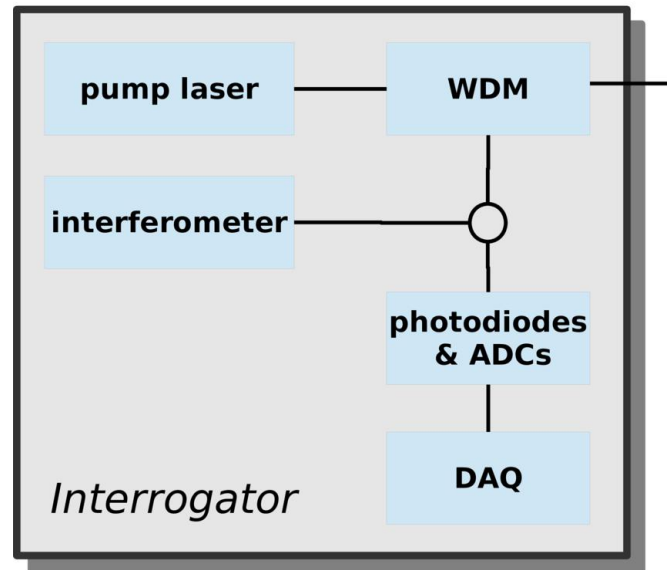 pump laser
WDM
interferometer
photodiodes
& ADCs
DAQ
Interrogator